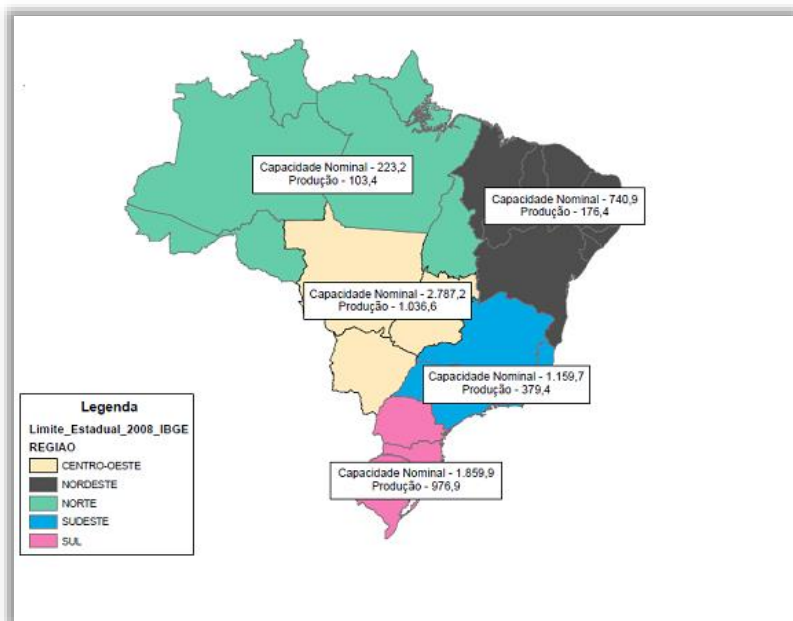 Capacidade Nominal - 223,2
Produção - 103,4
Capacidade Nominal - 740,9
Produção - 176,4
Capacidade Nominal - 2.787,2
Produção - 1.036,6
Capacidade Nominal - 1.159,7
Produção - 379,4
Capacidade Nominal - 1.859,9
Produção - 976,9
Legenda
Limite_Estadual_2008_IBGE
REGIAO
CENTRO-OESTE
NORDESTE
NORTE
SUDESTE
SUL